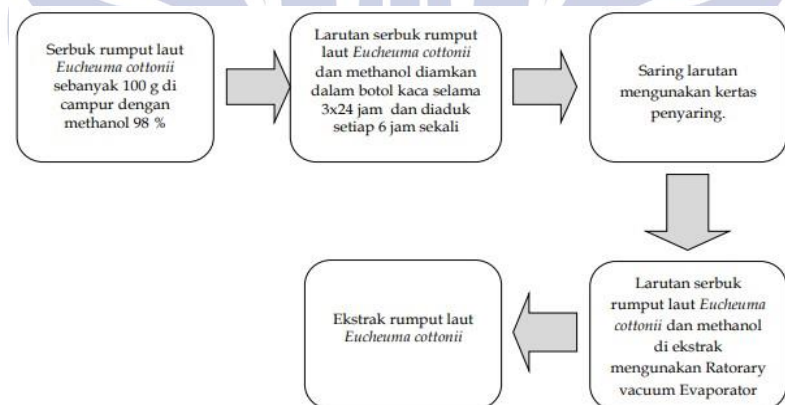 Serbuk rumput laut
Eucheuma cottonii
sebanyak 100 g di
campur dengan
methanol 98 %
Larutan serbuk rumput
laut Eucheuma cottonii
dan methanol diamkan
dalam botol kaca selama
3x24 jam dan diaduk
setiap 6 jam sekali
Saring larutan
mengunakan kertas
penyaring.
Larutan serbuk
rumput laut Eucheuma
cottonii dan methanol
di ekstrak
mengunakan Ratorary
vacuum Evaporator
Ekstrak rumput laut
Eucheuma cottonii